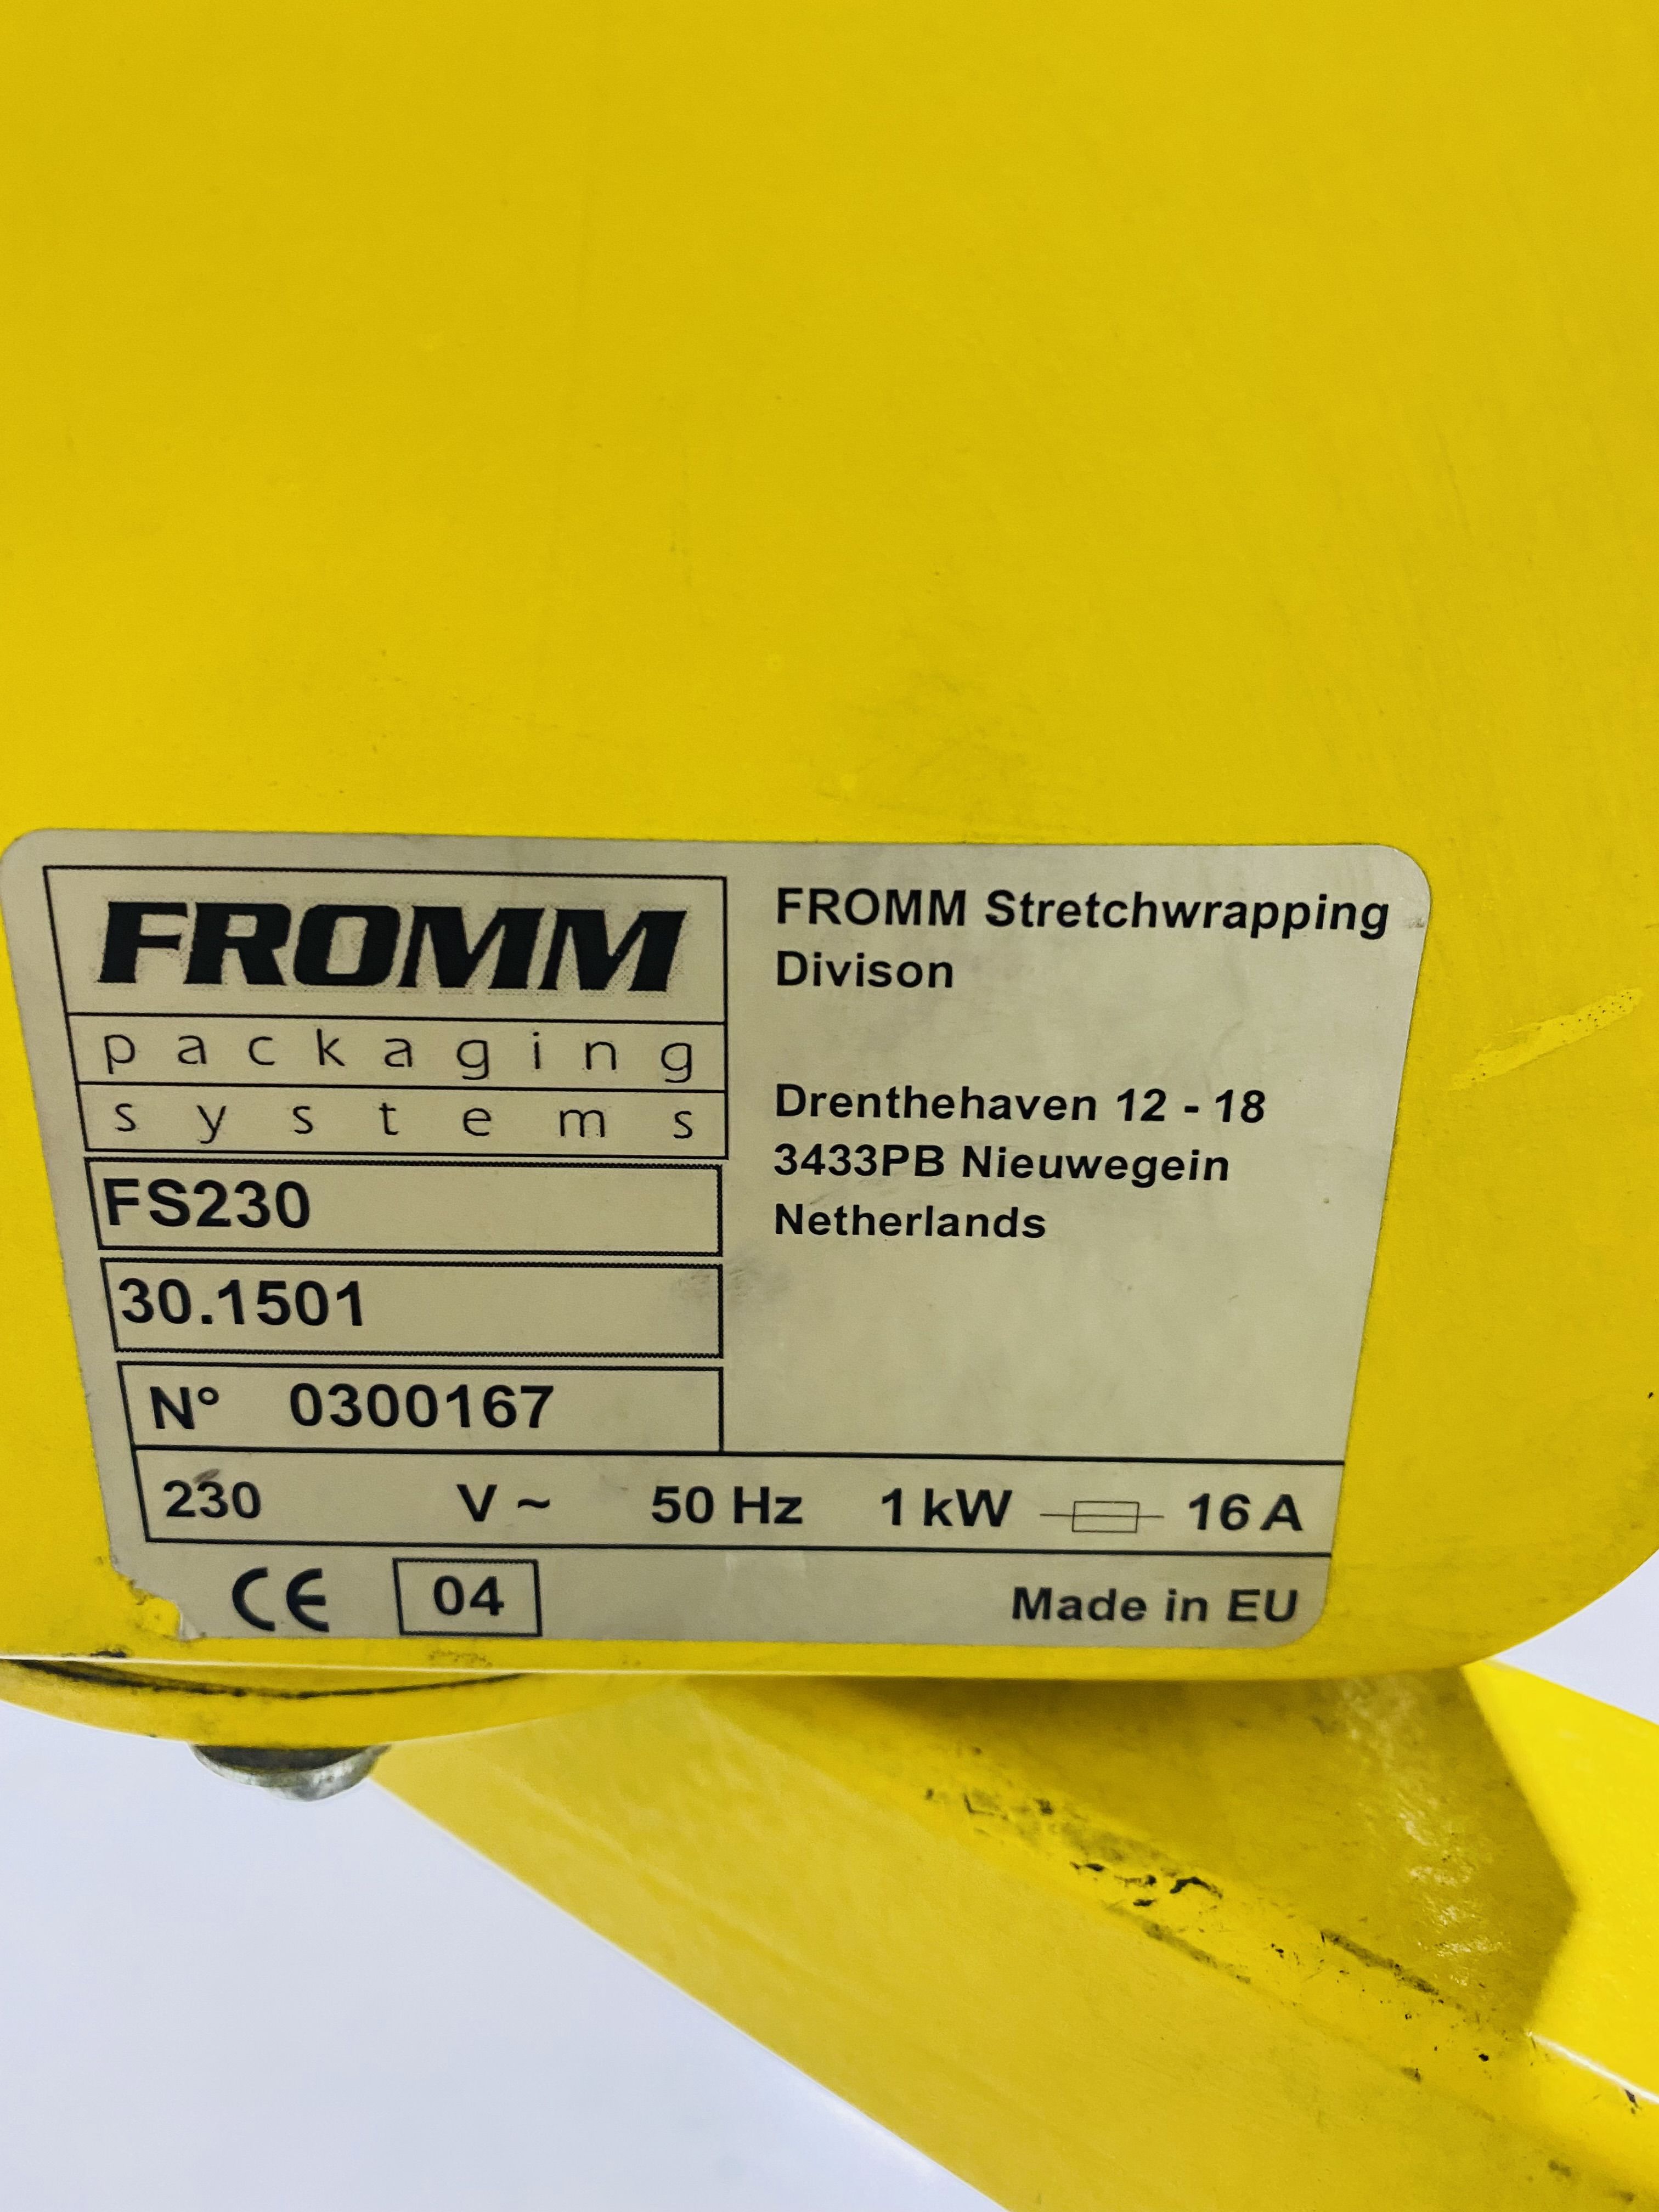 FROMM
packaging
systems
FS230
30.1501
N° 0300167
FROMM Stretchwrapping
Divison
Drenthehaven 12 - 18
3433PB Nieuwegein
Netherlands
230 V ~ 50 Hz 1 kW 16 A
CE 04 Made in EU